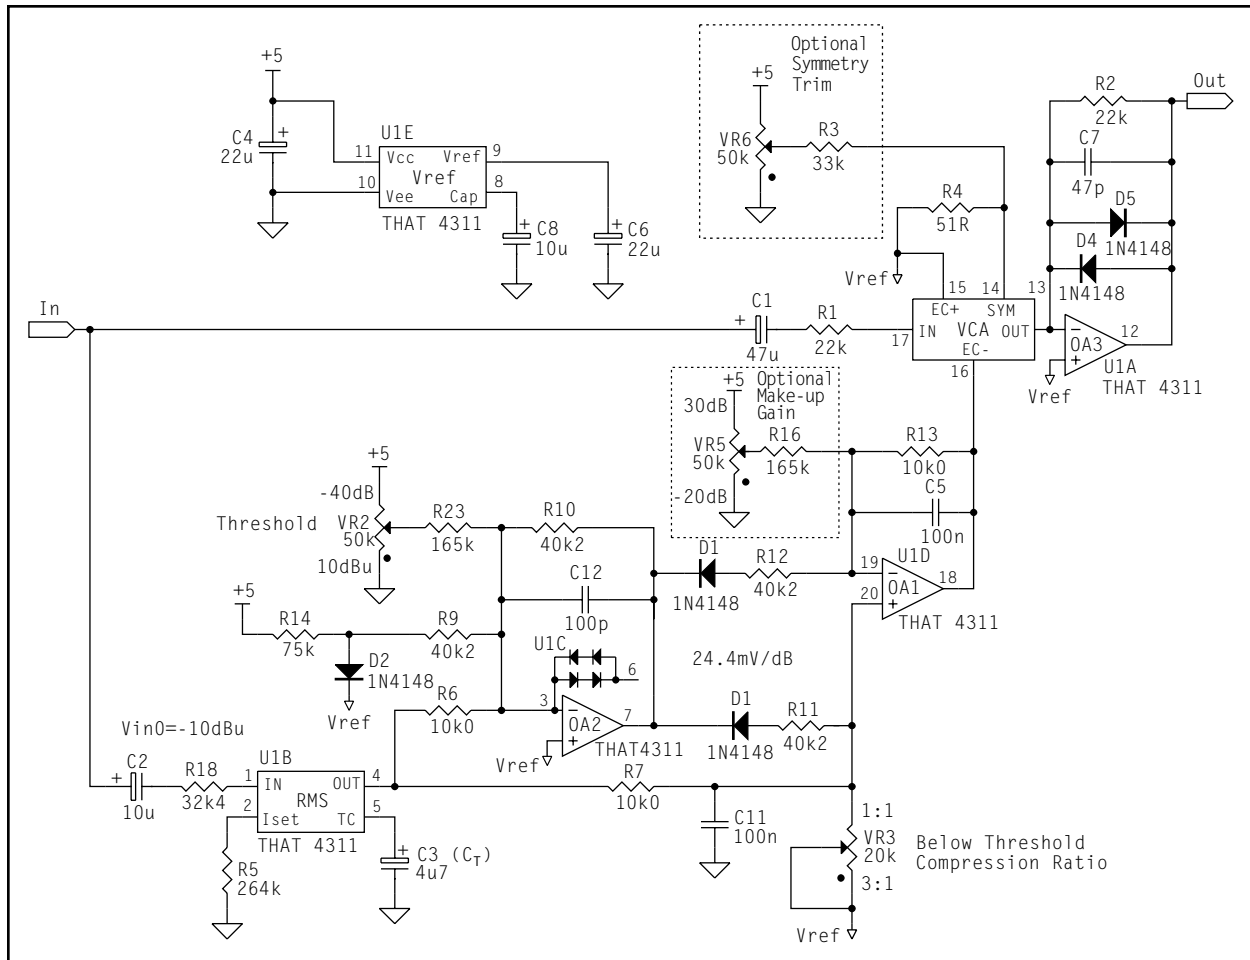 Optional
Symmetry
Trim
+5
VR6
50k
R3
33k
R4
51R
Vref
+5
C4
22u
U1E
11
Vcc
Vref
9
Vref
10
Vee
Cap
8
THAT 4311
C8
10u
C6
22u
Out
R2
22k
C7
47p
D5
1N4148
D4
1N4148
In
C1
47u
R1
22k
15
14
13
EC+
SYM
17
IN
VCA
OUT
EC-
16
OA3
12
U1A
THAT 4311
Vref
+5
Optional
Make-up
Gain
30dB
VR5
50k
R16
165k
-20dB
R13
10k0
C5
100n
+5
-40dB
Threshold
VR2
50k
10dBu
R23
165k
R10
40k2
C12
100p
D1
1N4148
R12
40k2
19
U1D
OA1
18
20
THAT 4311
+5
R14
75k
D2
1N4148
Vref
R9
40k2
U1C
6
R6
10k0
3
OA2
7
Vref
THAT4311
24.4mV/dB
D1
1N4148
R11
40k2
Vin0=-10dBu
C2
10u
R18
32k4
U1B
1
IN
OUT
4
RMS
2
Iset
TC
5
THAT 4311
R5
264k
C3 (CT)
4u7
R7
10k0
C11
100n
1:1
VR3
20k
3:1
Below Threshold
Compression Ratio
Vref